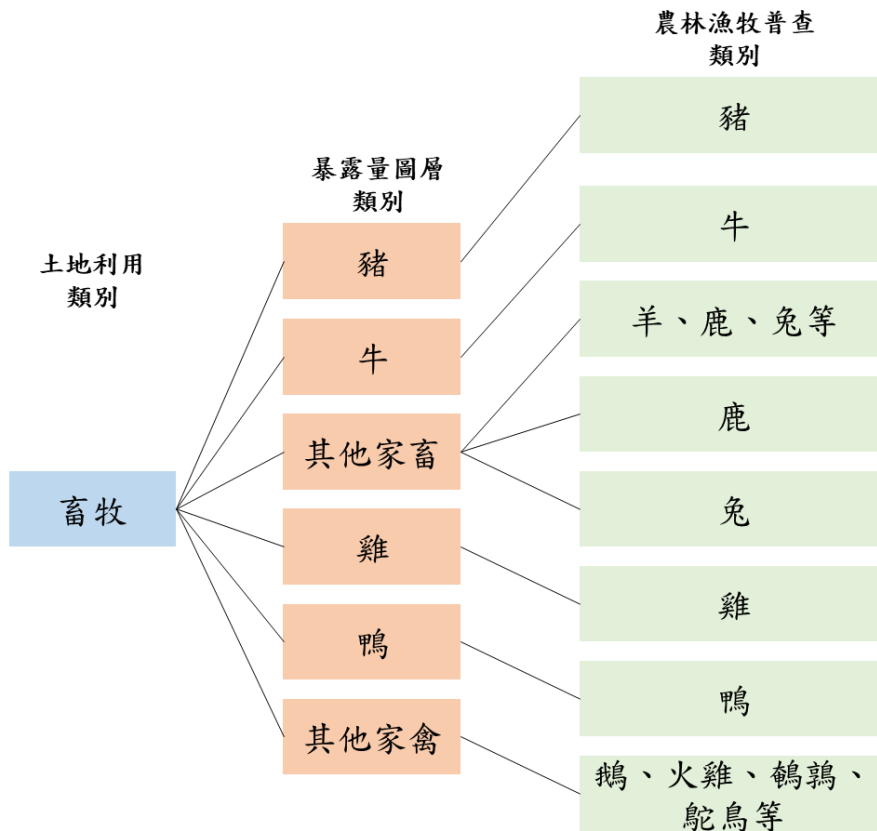 土地利用
類別
畜牧
暴露量圖層
類別
豬
牛
其他家畜
雞
鴨
其他家禽
農林漁牧普查
類別
豬
牛
羊、鹿、兔等
鹿
兔
雞
鴨
鵝、火雞、鵪鶉、
鴕鳥等